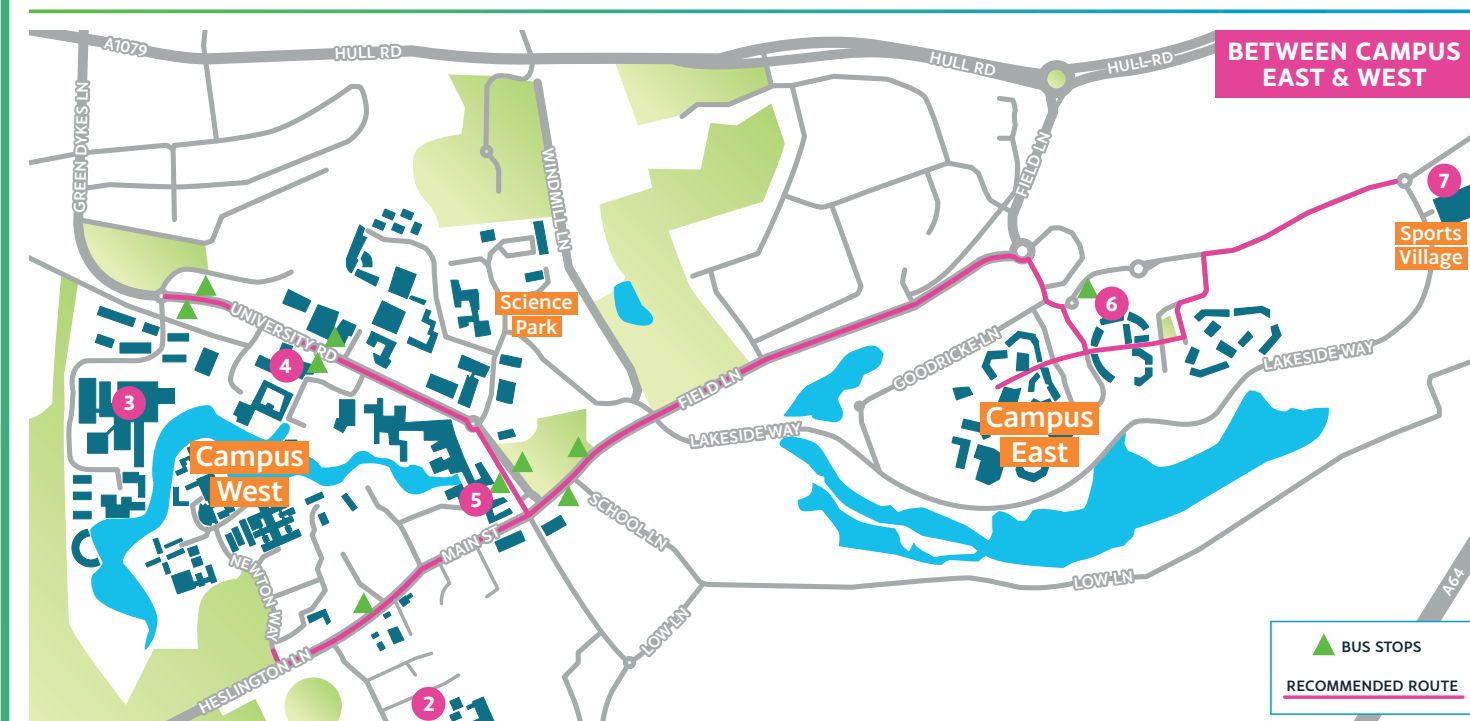 A1079
HULL RD
HULL RD
HULL RD
BETWEEN CAMPUS
EAST & WEST
GREEN DYKES LN
WINDMILL LN
FIELD LN
7
Sports
Village
Science
Park
6
UNIVERSITY RD
4
GOODRICKE LN
LAKESIDE WAY
3
FIELD LN
Campus
East
LAKESIDE WAY
Campus
West
5
SCHOOL LN
MAIN ST
NEWTON WAY
LOW LN
A64
LOW LN
HESLINGTON LN
2
BUS STOPS
RECOMMENDED ROUTE